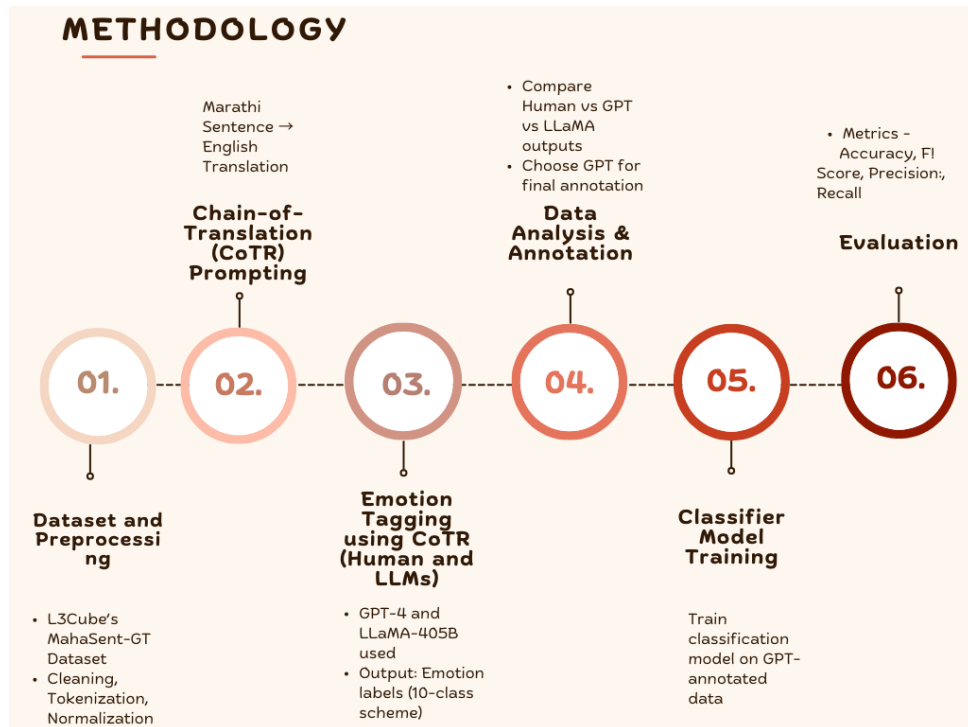 METHODOLOGY
Marathi
Sentence →
English
Translation
Chain-of-
Translation
(CoTR)
Prompting
• Compare
Human vs GPT
vs LLaMA
outputs
• Choose GPT for
final annotation
Data
Analysis &
Annotation
• Metrics -
Accuracy, F!
Score, Precision:,
Recall
Evaluation
01.
02.
03.
04.
05.
06.
Dataset and
Preprocessi
ng
• L3Cube's
MahaSent-GT
Dataset
• Cleaning,
Tokenization,
Normalization
Emotion
Tagging
using CoTR
(Human and
LLMs)
• GPT-4 and
LLaMA-405B
used
• Output: Emotion
labels (10-class
scheme)
Classifier
Model
Training
Train
classification
model on GPT-
annotated
data